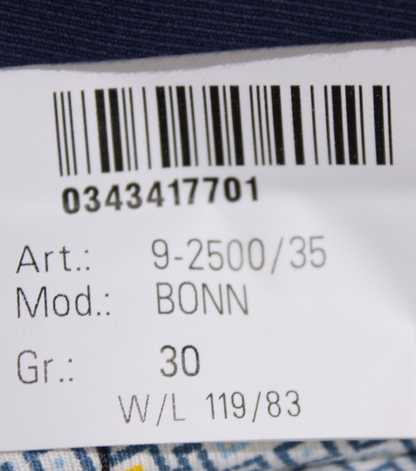 0343417701
Art.: 9-2500/35
Mod.: BONN
Gr.: 30
W/L 119/83